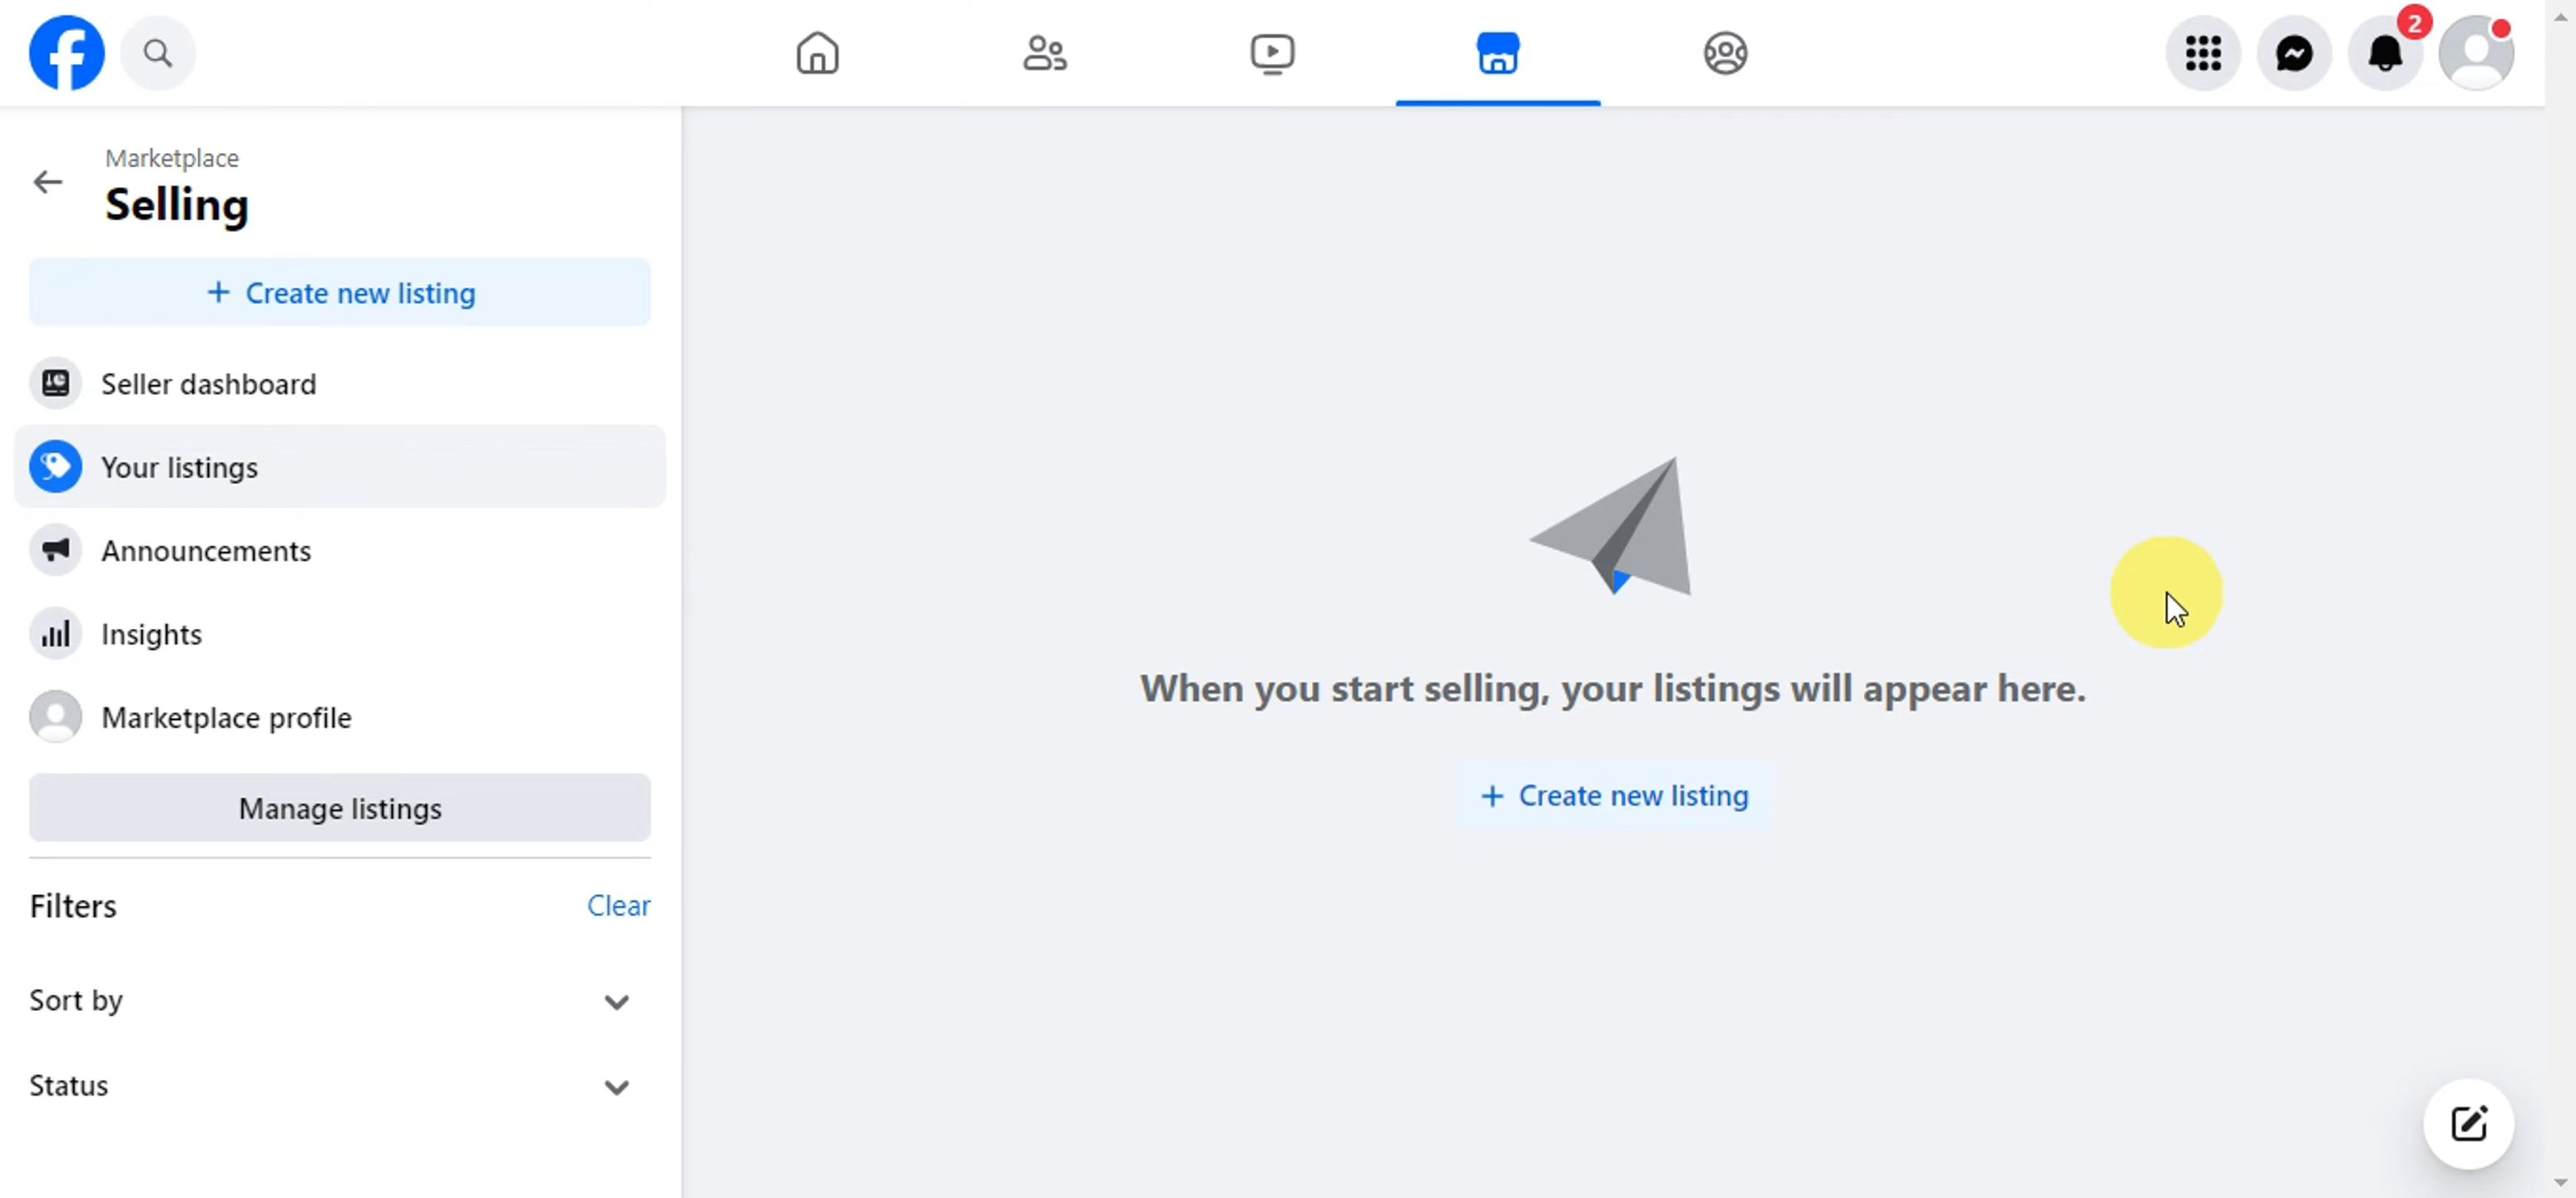 2
Marketplace
Selling
+ Create new listing
Seller dashboard
Your listings
Announcements
Insights
Marketplace profile
Manage listings
Filters
Clear
Sort by
Status
When you start selling, your listings will appear here.
+ Create new listing